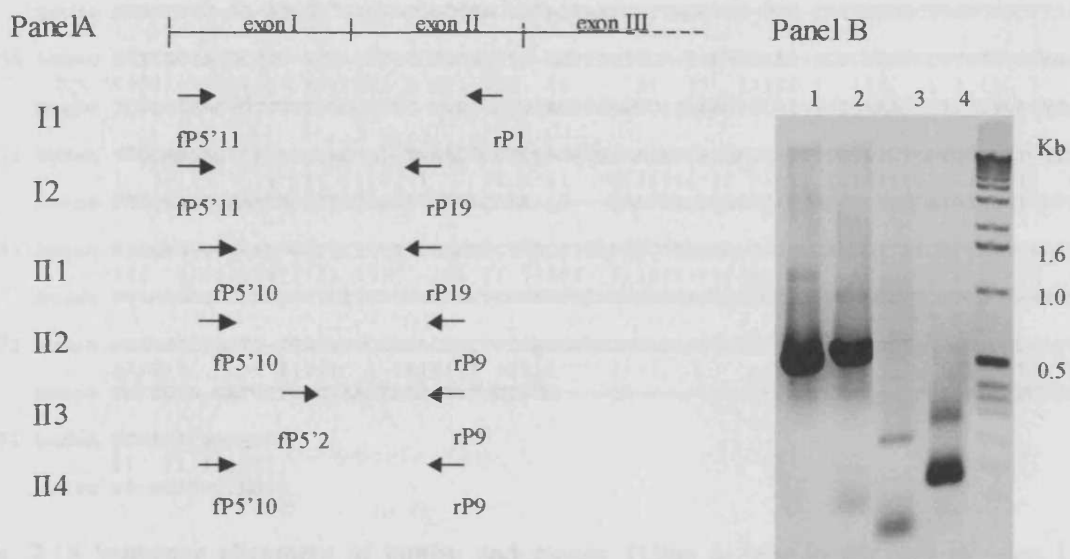 PanelA exon I exon II exon III
I1
fP5'11 rP1
I2
fP5'11 rP19
II1
fP5'10 rP19
II2
fP5'10 rP9
II3
fP5'2 rP9
II4
fP5'10 rP9
Panel B
1 2 3 4
Kb
1.6
1.0
0.5